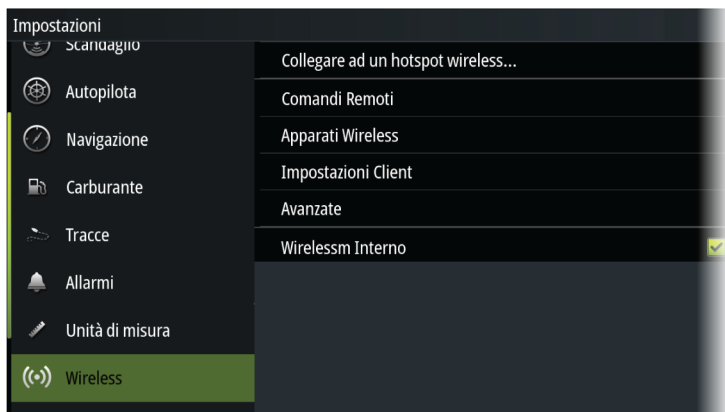 Impostazioni
Scandaglio
Autopilota
Navigazione
Carburante
Tracce
Allarmi
Unità di misura
Wireless
Collegare ad un hotspot wireless...
Comandi Remoti
Apparati Wireless
Impostazioni Client
Avanzate
Wirelessm Interno